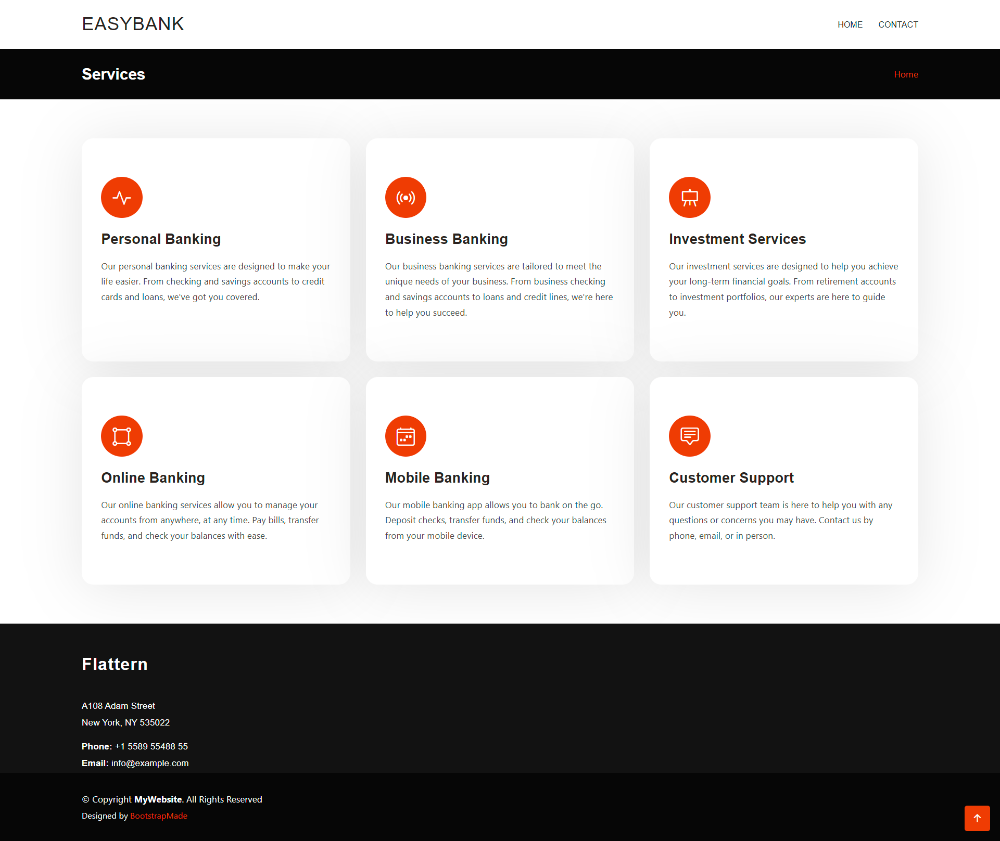 EASYBANK
HOME CONTACT
Services
Home
Personal Banking
Our personal banking services are designed to make your
life easier. From checking and savings accounts to credit
cards and loans, we've got you covered.
Business Banking
Our business banking services are tailored to meet the
unique needs of your business. From business checking
and savings accounts to loans and credit lines, we're here
to help you succeed.
Investment Services
Our investment services are designed to help you achieve
your long-term financial goals. From retirement accounts
to investment portfolios, our experts are here to guide
you.
Online Banking
Our online banking services allow you to manage your
accounts from anywhere, at any time. Pay bills, transfer
funds, and check your balances with ease.
Mobile Banking
Our mobile banking app allows you to bank on the go.
Deposit checks, transfer funds, and check your balances
from your mobile device.
Customer Support
Our customer support team is here to help you with any
questions or concerns you may have. Contact us by
phone, email, or in person.
Flattern
A108 Adam Street
New York, NY 535022
Phone: +1 5589 55488 55
Email: info@example.com
© Copyright MyWebsite. All Rights Reserved
Designed by BootstrapMade